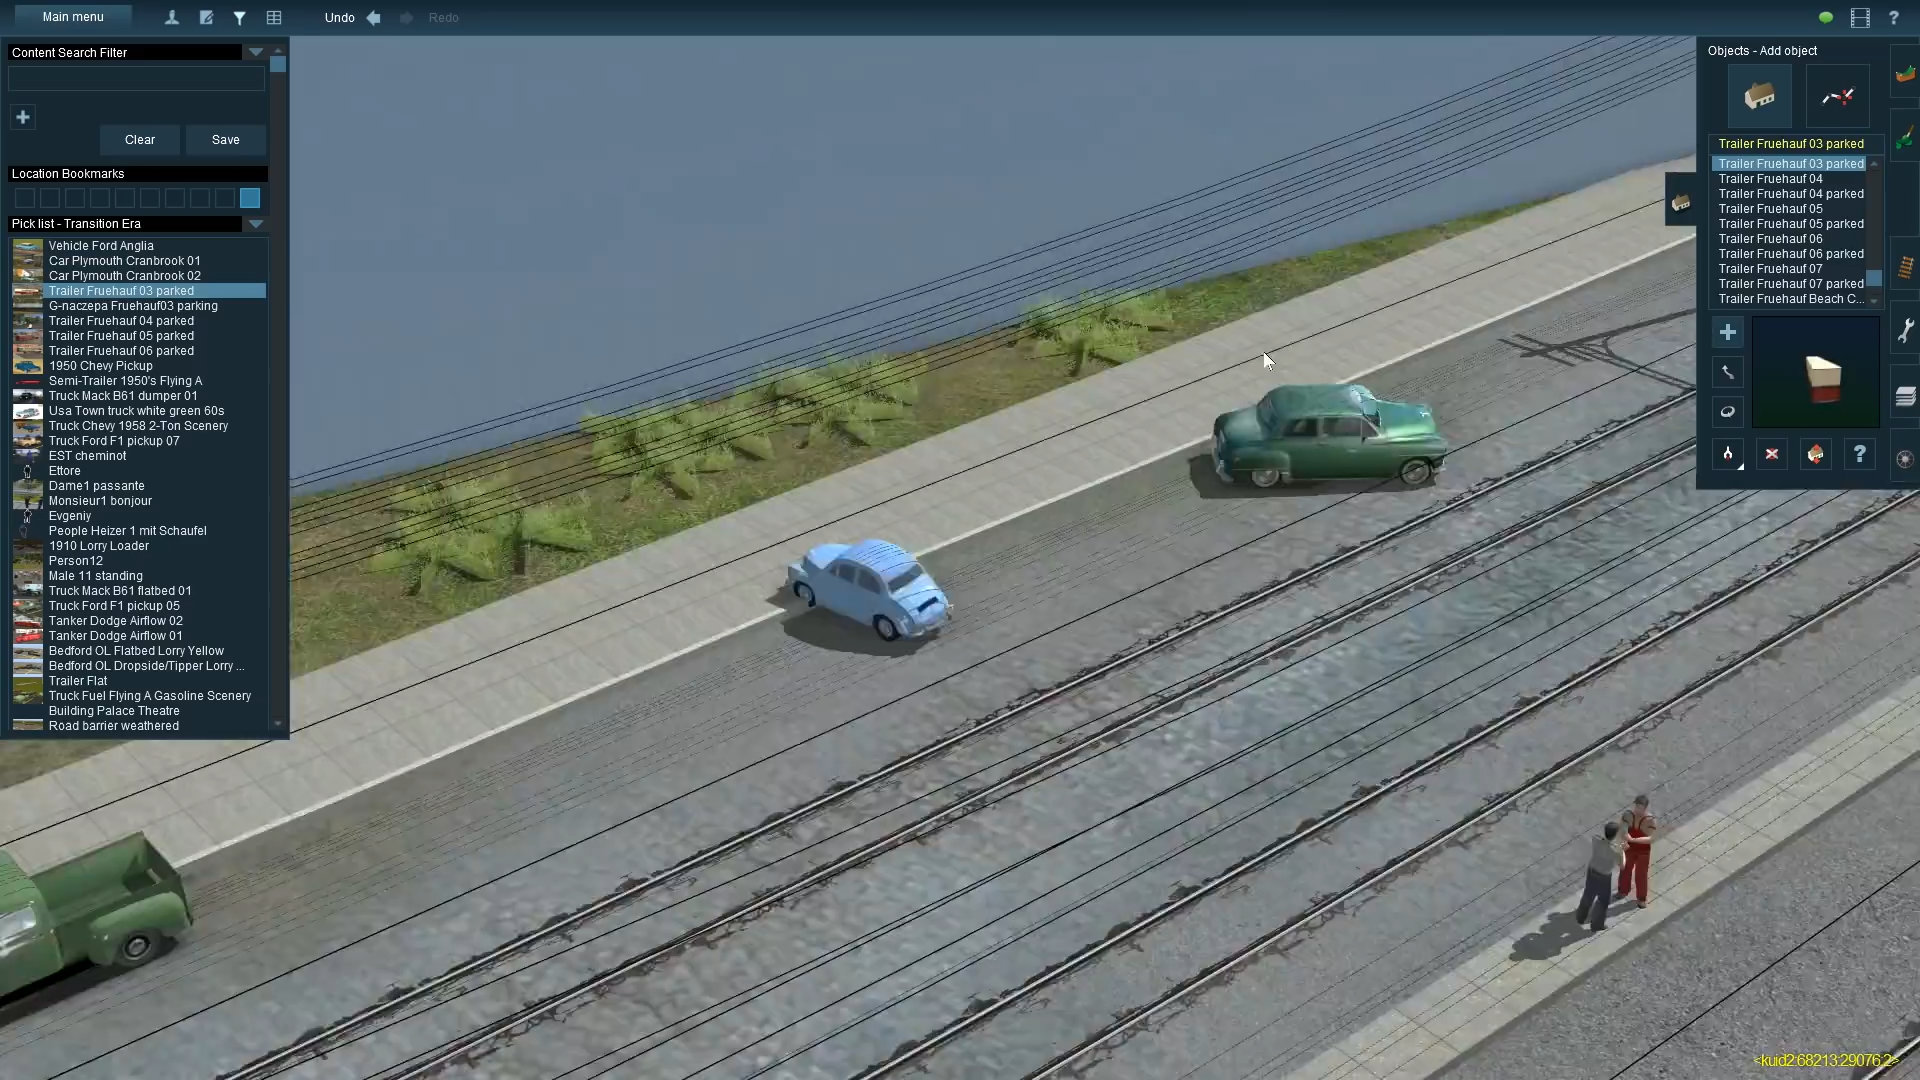 Main menu
Undo
Redo
?
Content Search Filter
Clear
Save
Location Bookmarks
Pick list - Transition Era
Vehicle Ford Anglia
Car Plymouth Cranbrook 01
Car Plymouth Cranbrook 02
Trailer Fruehauf 03 parked
G-naczepa Fruehauf03 parking
Trailer Fruehauf 04 parked
Trailer Fruehauf 05 parked
Trailer Fruehauf 06 parked
1950 Chevy Pickup
Semi-Trailer 1950's Flying A
Truck Mack B61 dumper 01
Usa Town truck white green 60s
Truck Chevy 1958 2-Ton Scenery
Truck Ford F1 pickup 07
EST cheminot
Ettore
Dame1 passante
Monsieur1 bonjour
Evgeniy
People Heizer 1 mit Schaufel
1910 Lorry Loader
Person12
Male 11 standing
Truck Mack B61 flatbed 01
Truck Ford F1 pickup 05
Tanker Dodge Airflow 02
Tanker Dodge Airflow 01
Bedford OL Flatbed Lorry Yellow
Bedford OL Dropside/Tipper Lorry ...
Trailer Flat
Truck Fuel Flying A Gasoline Scenery
Building Palace Theatre
Road barrier weathered
Objects - Add object
Trailer Fruehauf 03 parked
Trailer Fruehauf 03 parked
Trailer Fruehauf 04
Trailer Fruehauf 04 parked
Trailer Fruehauf 05
Trailer Fruehauf 05 parked
Trailer Fruehauf 06
Trailer Fruehauf 06 parked
Trailer Fruehauf 07
Trailer Fruehauf 07 parked
Trailer Fruehauf Beach C...
?
<kuid2:68213:29076:2>